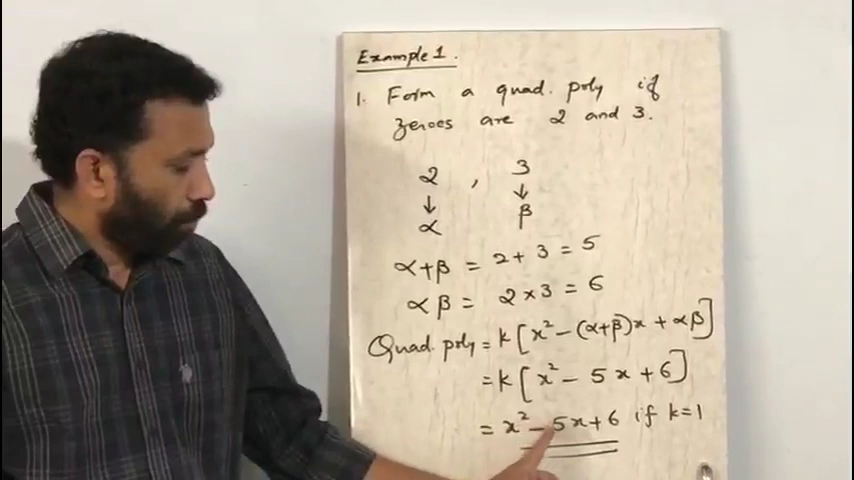 Example 1.
1. Form a quad. poly if
zeroes are 2 and 3.
2 , 3
↓ ↓
α β
α+β = 2+3 = 5
αβ = 2×3 = 6
Quad. poly = k[x² - (α+β)x + αβ]
= k[x² - 5x + 6]
= x² - 5x + 6 if k=1